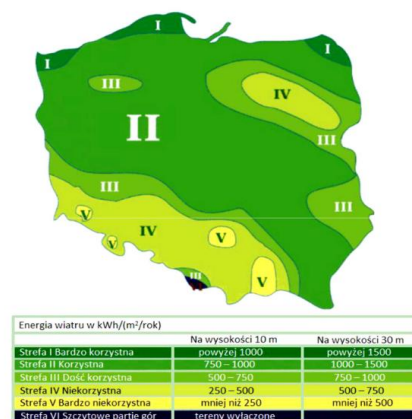 I
I
I
III
IV
II
III
III
III
IV
V
V
V
V
III
Energia wiatru w kWh/(m²/rok)
Na wysokości 10 m Na wysokości 30 m
Strefa I Bardzo korzystna powyżej 1000 powyżej 1500
Strefa II Korzystna 750 – 1000 1000 – 1500
Strefa III Dość korzystna 500 – 750 750 – 1000
Strefa IV Niekorzystna 250 – 500 500 – 750
Strefa V Bardzo niekorzystna mniej niż 250 mniej niż 500
Strefa VI Szczytowe partie gór tereny wyłączone